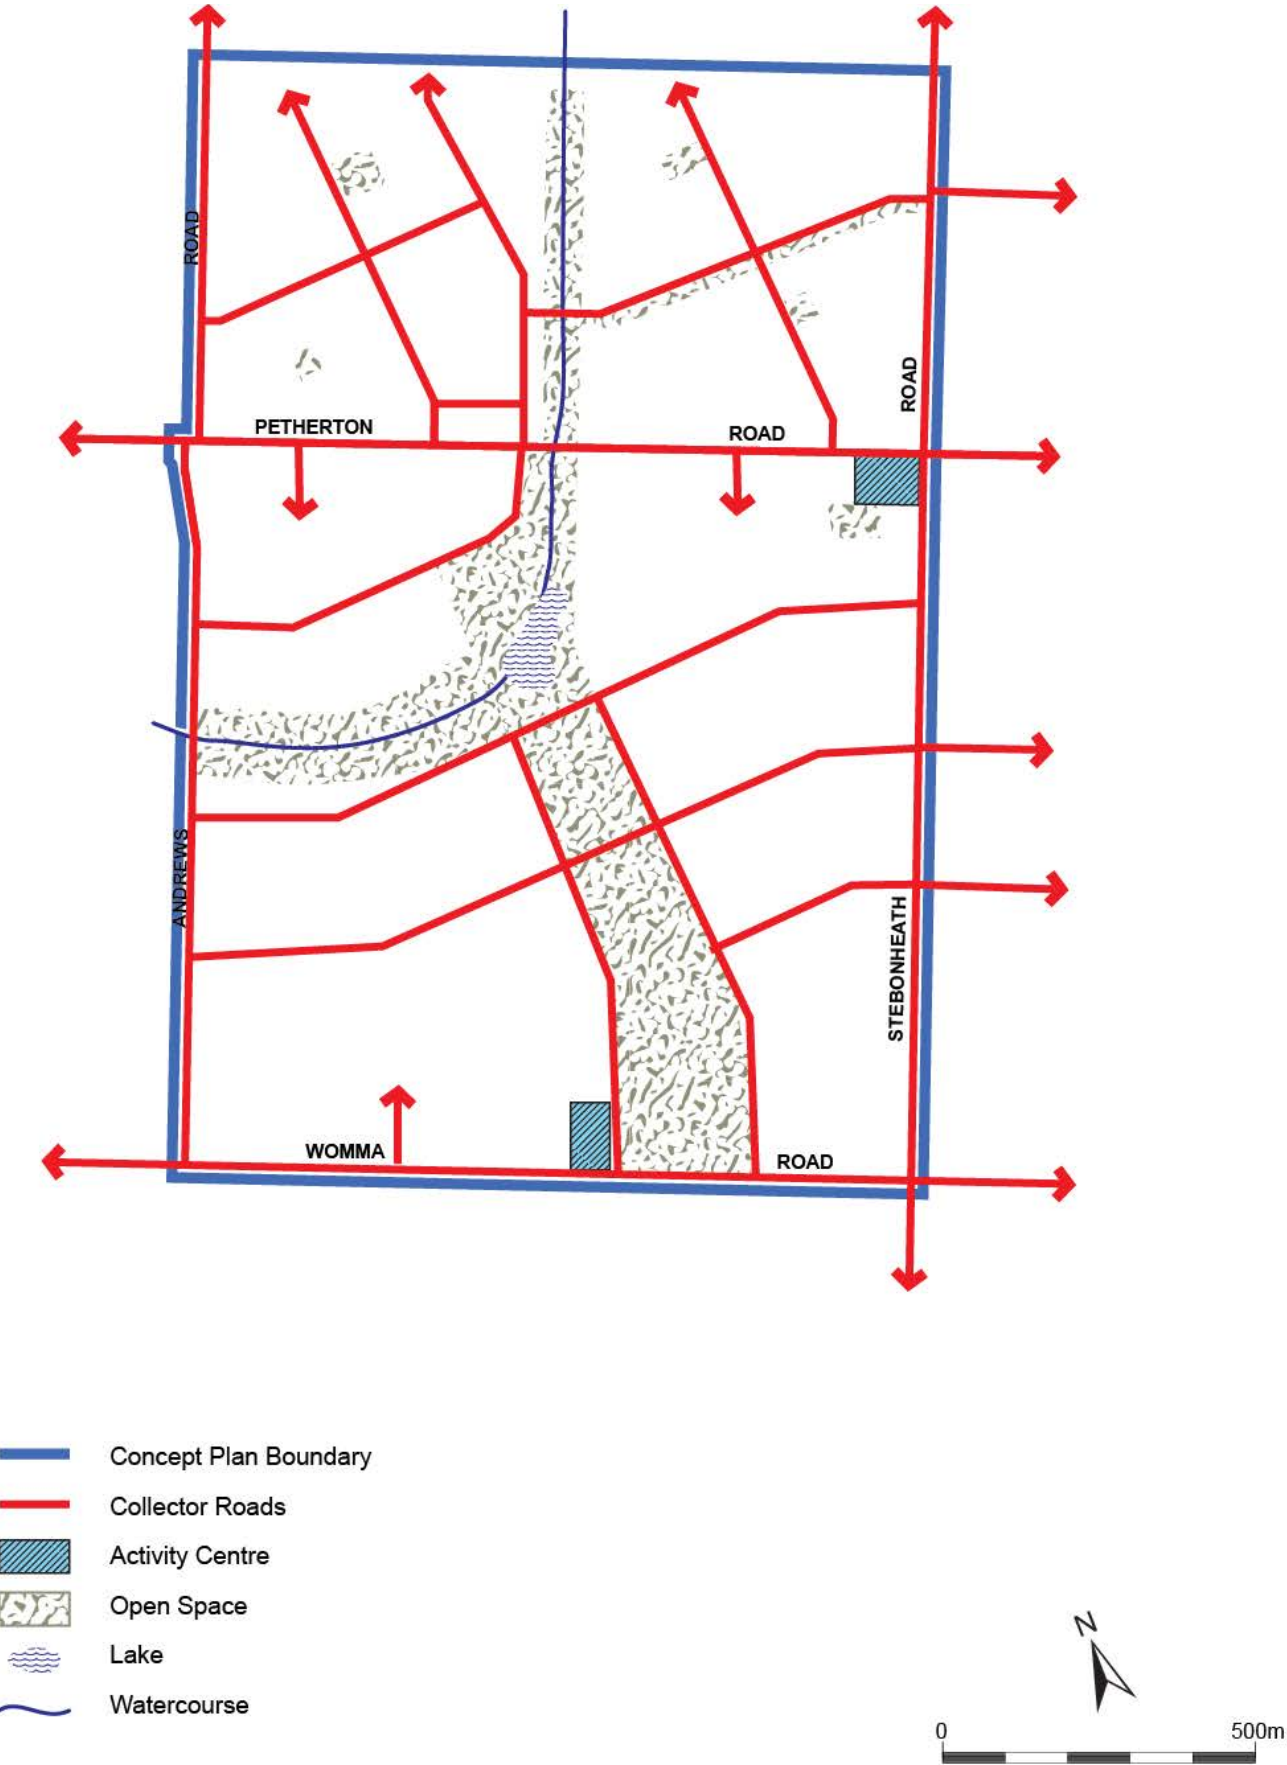 ROAD
ROAD
PETHERTON
ROAD
ANDREWS
STEBONHEATH
WOMMA
ROAD
Concept Plan Boundary
Collector Roads
Activity Centre
Open Space
Lake
Watercourse
N
0 500m